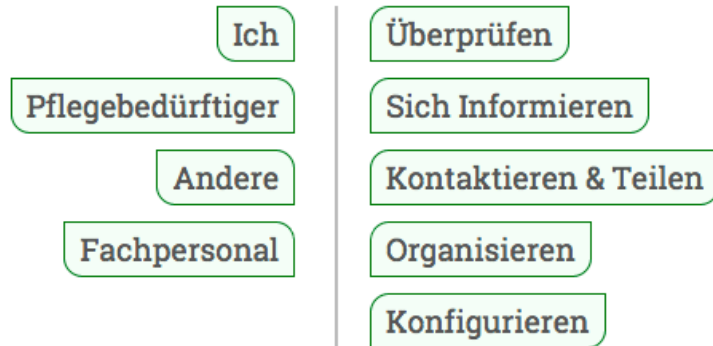 Ich
Pflegebedürftiger
Andere
Fachpersonal
Überprüfen
Sich Informieren
Kontaktieren & Teilen
Organisieren
Konfigurieren